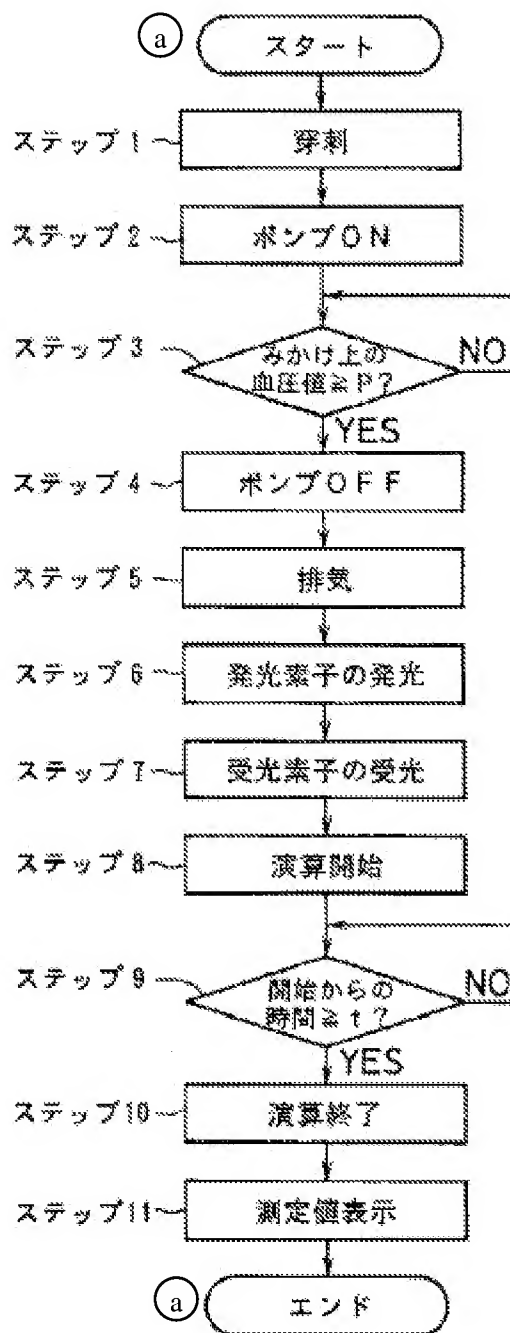 a スタート
ステップ1 穿刺
ステップ2 ポンプON
ステップ3 みかけ上の
血圧値≧P? NO
YES
ステップ4 ポンプOFF
ステップ5 排気
ステップ6 発光素子の発光
ステップ7 受光素子の受光
ステップ8 演算開始
ステップ9 開始からの
時間≧t? NO
YES
ステップ10 演算終了
ステップ11 測定値表示
a エンド